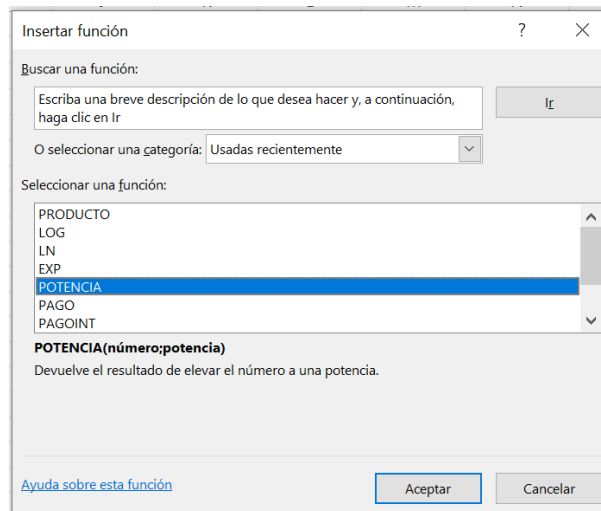 Insertar función
?
Buscar una función:
Escriba una breve descripción de lo que desea hacer y, a continuación,
haga clic en Ir
Ir
O seleccionar una categoría: Usadas recientemente
Seleccionar una función:
PRODUCTO
LOG
LN
EXP
POTENCIA
PAGO
PAGOINT
POTENCIA(número;potencia)
Devuelve el resultado de elevar el número a una potencia.
Ayuda sobre esta función
Aceptar
Cancelar